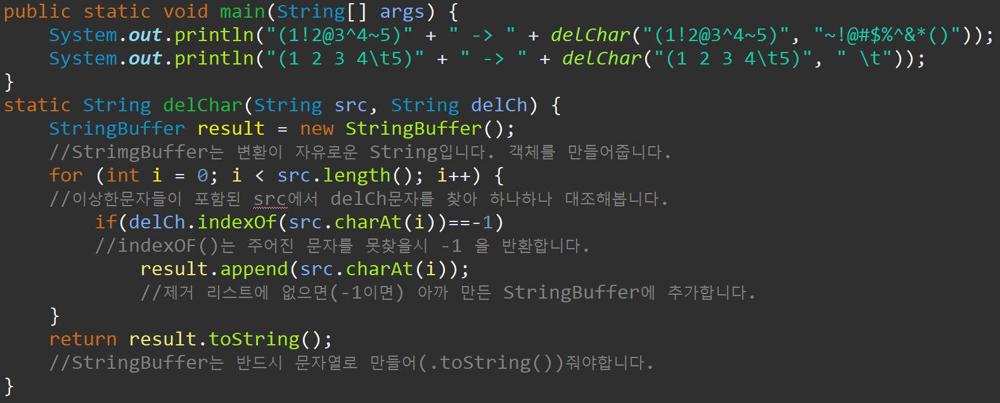 public static void main(String[] args) {
System.out.println("(1!2@3^4~5)" + " -> " + delChar("(1!2@3^4~5)", "~!@#$%^&*()"));
System.out.println("(1 2 3 4\t5)" + " -> " + delChar("(1 2 3 4\t5)", " \t"));
}
static String delChar(String src, String delCh) {
StringBuffer result = new StringBuffer();
//StrimgBuffer는 변환이 자유로운 String입니다. 객체를 만들어줍니다.
for (int i = 0; i < src.length(); i++) {
//이상한문자들이 포함된 src에서 delCh문자를 찾아 하나하나 대조해봅니다.
if(delCh.indexOf(src.charAt(i))==-1)
//indexOF()는 주어진 문자를 못찾을시 -1 을 반환합니다.
result.append(src.charAt(i));
//제거 리스트에 없으면(-1이면) 아까 만든 StringBuffer에 추가합니다.
}
return result.toString();
//StringBuffer는 반드시 문자열로 만들어(.toString())줘야합니다.
}